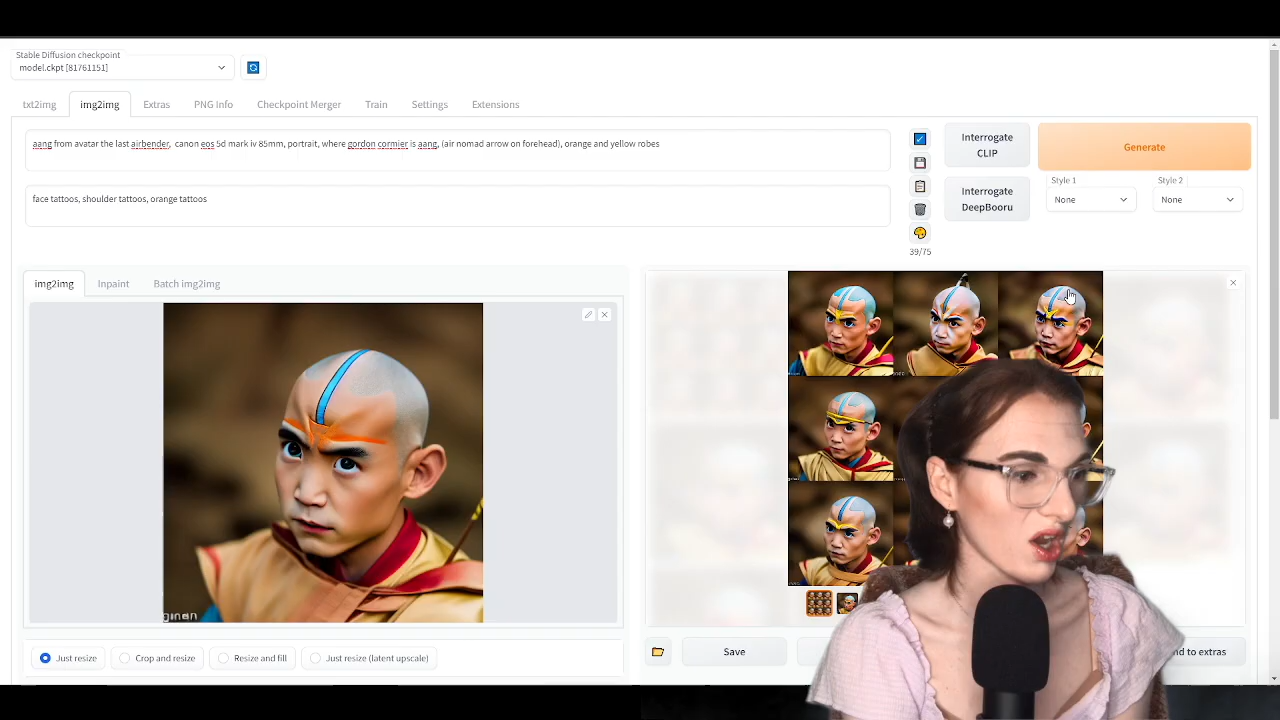 Stable Diffusion checkpoint
model.ckpt [81761151]
txt2img
img2img
Extras
PNG Info
Checkpoint Merger
Train
Settings
Extensions
aang from avatar the last airbender, canon eos d mark iv 85mm, portrait, where gordon cormier is aang, (air nomad arrow on forehead), orange and yellow robes
Interrogate
CLIP
Generate
face tattoos, shoulder tattoos, orange tattoos
Interrogate
DeepBooru
Style 1
Style 2
None
None
39/75
img2img
Inpaint
Batch img2img
Just resize
Crop and resize
Resize and fill
Just resize (latent upscale)
Save
to extras